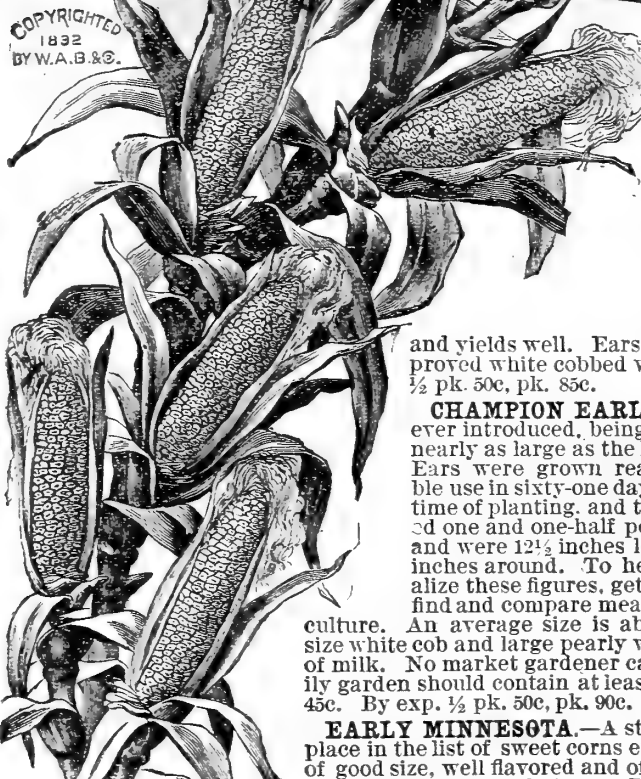 COPYRIGHTED
1892
BY W.A.B.&Co.
and yields well. Ears
proved white cobbed
½ pk. 50c, pk. 85c.
CHAMPION EARL
ever introduced, being
nearly as large as the
Ears were grown rea
ble use in sixty-one da
time of planting, and t
ed one and one-half p
and were 12½ inches l
inches around. To he
alize these figures, get
find and compare mea
culture. An average size is ab
size white cob and large pearly w
of milk. No market gardener ca
ily garden should contain at leas
45c. By exp. ½ pk. 50c, pk. 90c.
EARLY MINNESOTA.—A st
place in the list of sweet corns e
of good size, well flavored and of